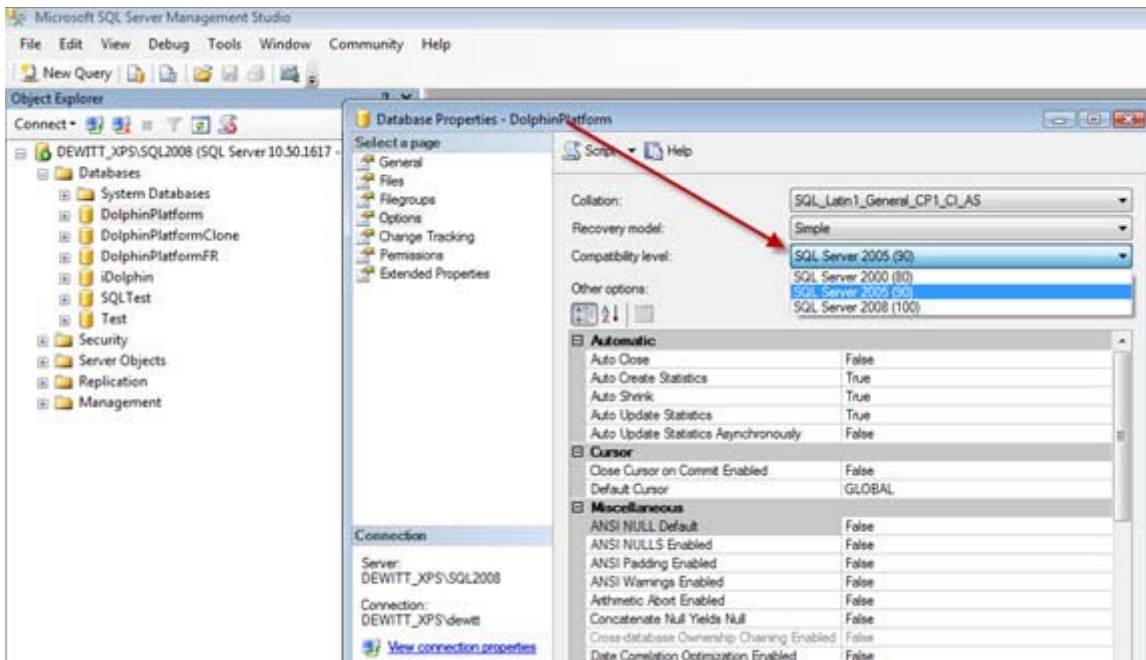 Microsoft SQL Server Management Studio
File Edit View Debug Tools Window Community Help
New Query
Object Explorer
Connect
DEWITT_XPS\SQL2008 (SQL Server 10.50.1617 -
Databases
System Databases
DolphinPlatform
DolphinPlatformClone
DolphinPlatformFR
iDolphin
SQLTest
Test
Security
Server Objects
Replication
Management
Database Properties - DolphinPlatform
Select a page
General
Files
Filegroups
Options
Change Tracking
Permissions
Extended Properties
Connection
Server:
DEWITT_XPS\SQL2008
Connection:
DEWITT_XPS\dewitt
View connection properties
Script Help
Collation: SQL_Latin1_General_CP1_CI_AS
Recovery model: Simple
Compatibility level: SQL Server 2005 (90)
SQL Server 2000 (80)
SQL Server 2005 (90)
SQL Server 2008 (100)
Other options:
Automatic
Auto Close False
Auto Create Statistics True
Auto Shrink True
Auto Update Statistics True
Auto Update Statistics Asynchronously False
Cursor
Close Cursor on Commit Enabled False
Default Cursor GLOBAL
Miscellaneous
ANSI NULL Default False
ANSI NULLS Enabled False
ANSI Padding Enabled False
ANSI Warnings Enabled False
Arithmetic Abort Enabled False
Concatenate Null Yields Null False
Cross-database Ownership Chaining Enabled False
Date Correlation Optimization Enabled False